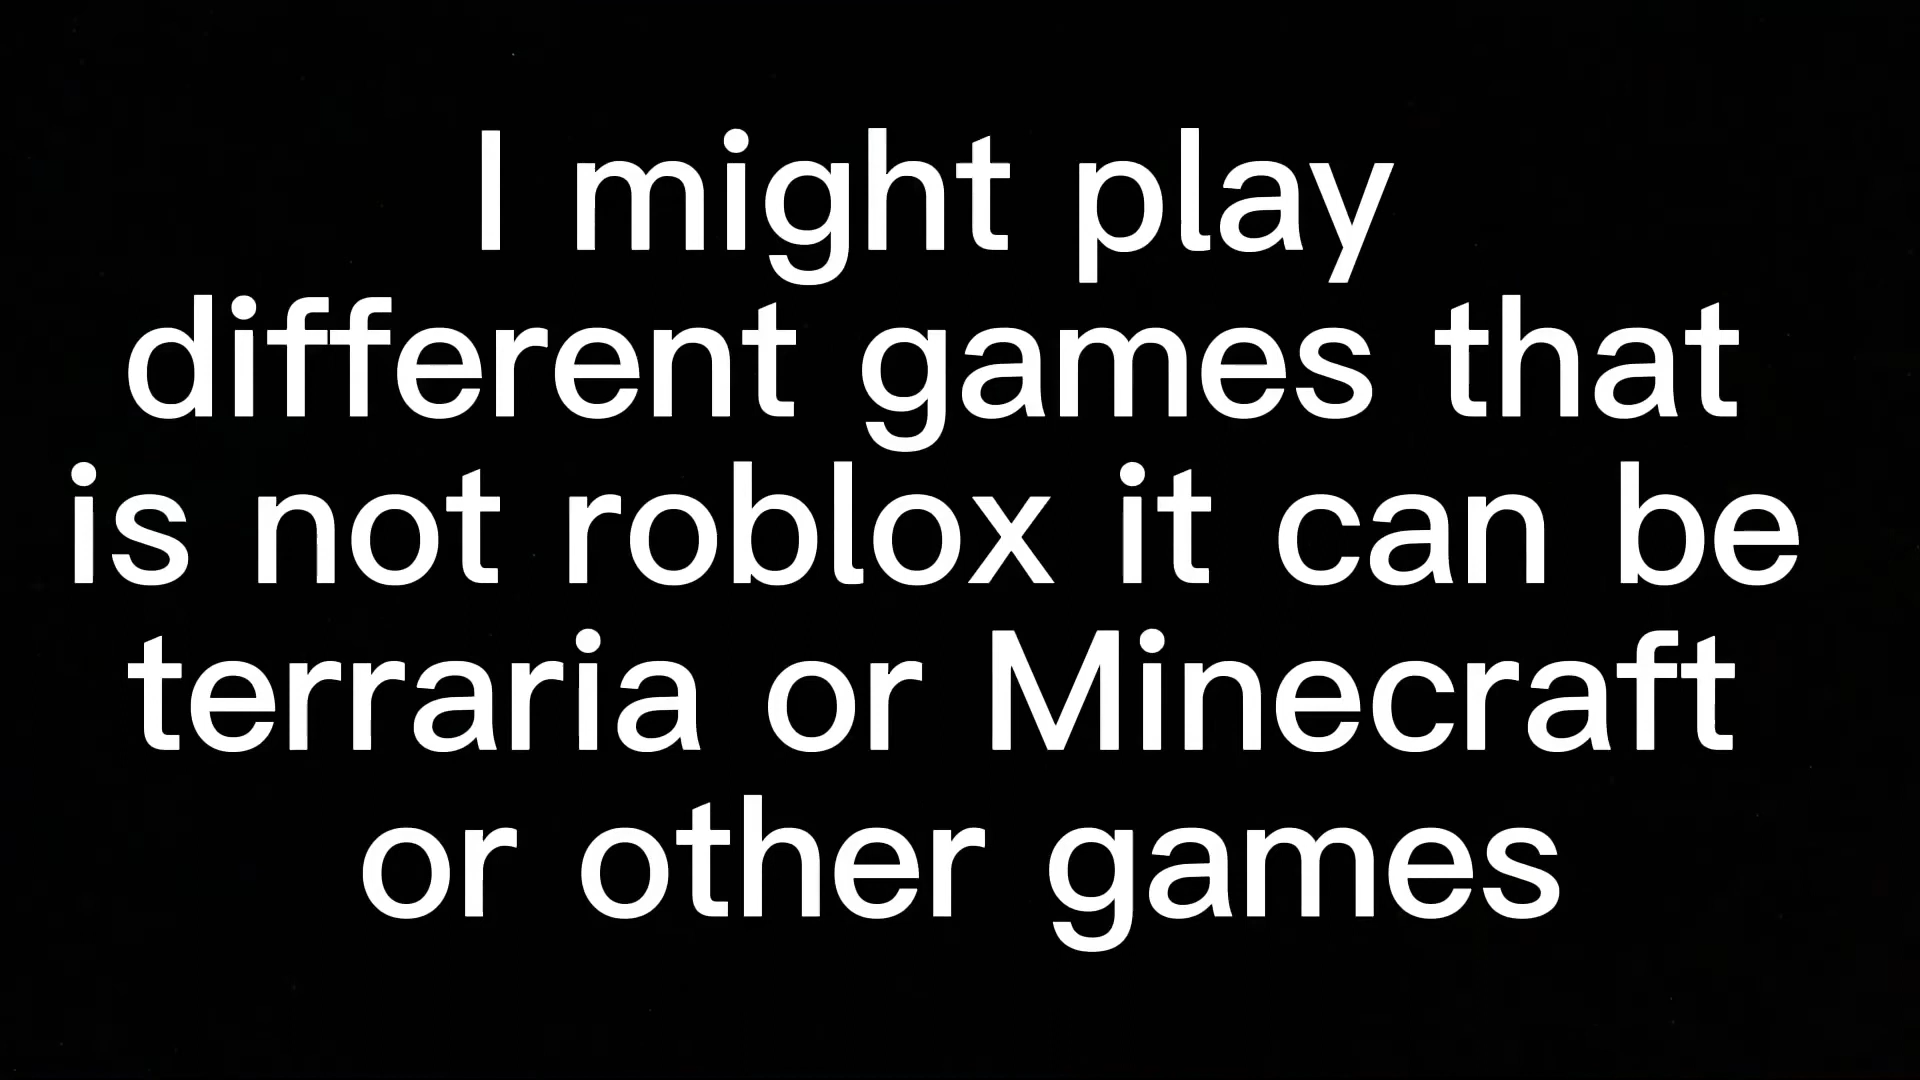 I might play
different games that
is not roblox it can be
terraria or Minecraft
or other games